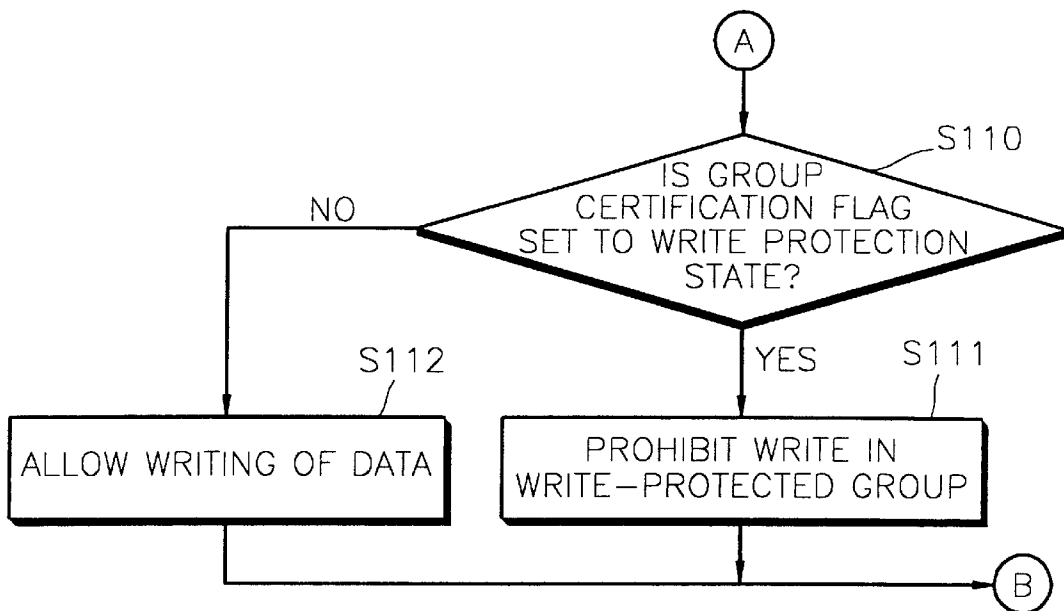 A
S110
IS GROUP
CERTIFICATION FLAG
SET TO WRITE PROTECTION
STATE?
NO
YES
S112
S111
ALLOW WRITING OF DATA
PROHIBIT WRITE IN
WRITE-PROTECTED GROUP
B